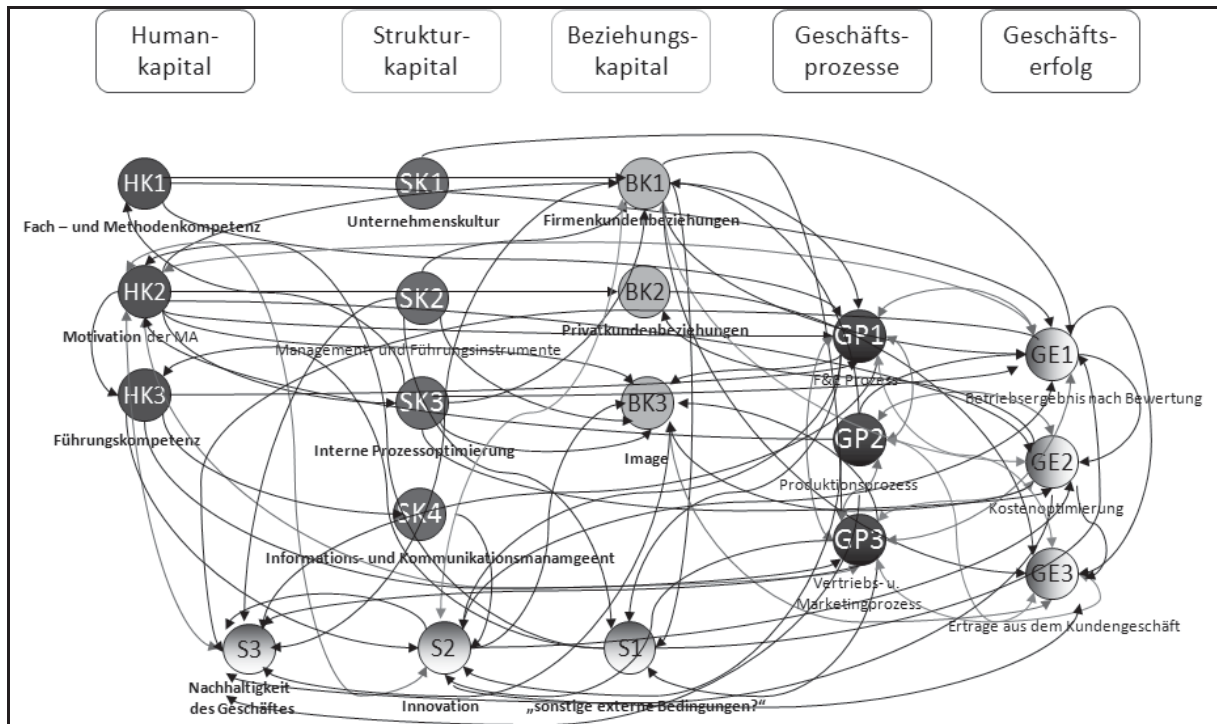 Human-
kapital
Struktur-
kapital
Beziehungs-
kapital
Geschäfts-
prozesse
Geschäfts-
erfolg
HK1
Fach – und Methodenkompetenz
SK1
Unternehmenskultur
BK1
Firmenkundenbeziehungen
HK2
Motivation der MA
SK2
Management- und Führungsinstrumente
BK2
Privatkundenbeziehungen
GP1
F&E Prozess
GE1
Betriebsergebnis nach Bewertung
HK3
Führungskompetenz
SK3
Interne Prozessoptimierung
BK3
Image
GP2
Produktionsprozess
GE2
Kostenoptimierung
SK4
Informations- und Kommunikationsmanamgeent
GP3
Vertriebs- u.
Marketingprozess
GE3
Erträge aus dem Kundengeschäft
S3
Nachhaltigkeit
des Geschäftes
S2
Innovation
S1
„sonstige externe Bedingungen?“